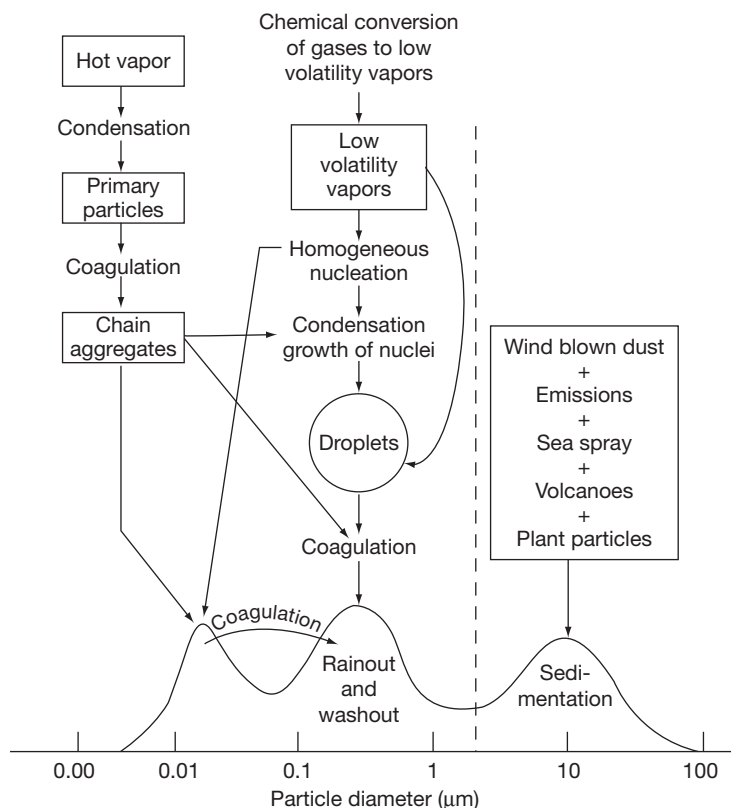 Hot vapor
Condensation
Primary
particles
Coagulation
Chain
aggregates
Chemical conversion
of gases to low
volatility vapors
Low
volatility
vapors
Homogeneous
nucleation
Condensation
growth of nuclei
Droplets
Coagulation
Wind blown dust
+
Emissions
+
Sea spray
+
Volcanoes
+
Plant particles
Coagulation
Rainout
and
washout
Sedi-
mentation
0.00 0.01 0.1 1 10 100
Particle diameter (μm)